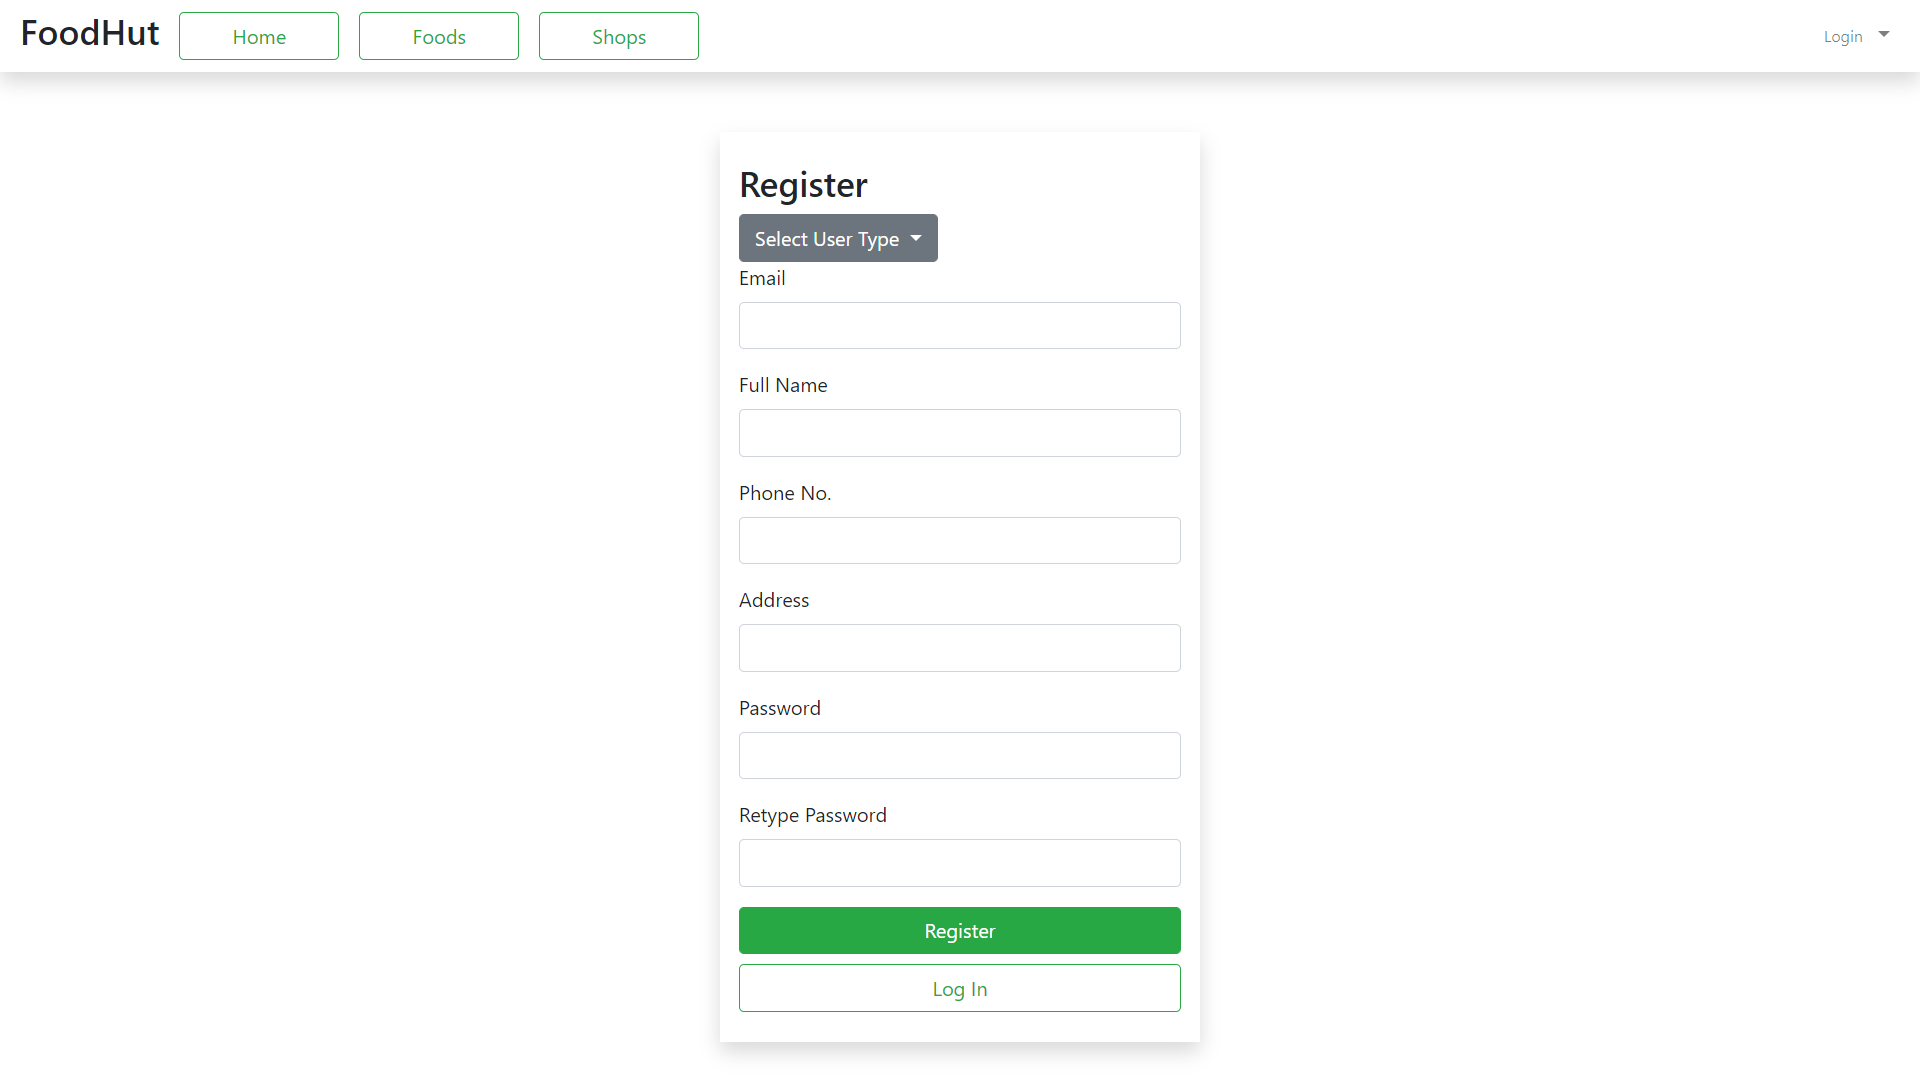 FoodHut
Home
Foods
Shops
Login
Register
Select User Type
Email
Full Name
Phone No.
Address
Password
Retype Password
Register
Log In